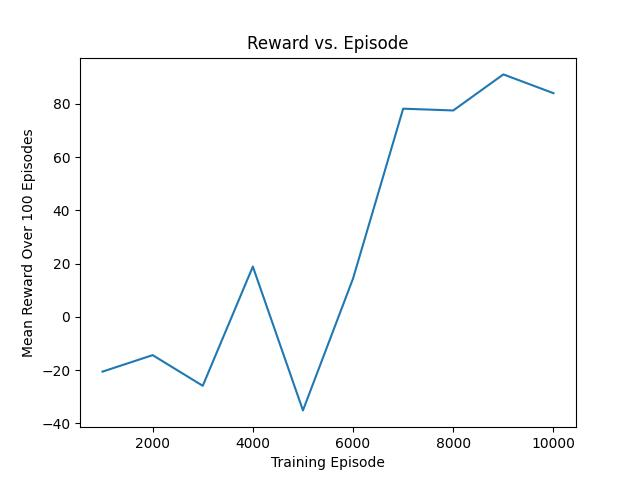 Reward vs. Episode
Mean Reward Over 100 Episodes
80
60
40
20
0
−20
−40
2000 4000 6000 8000 10000
Training Episode